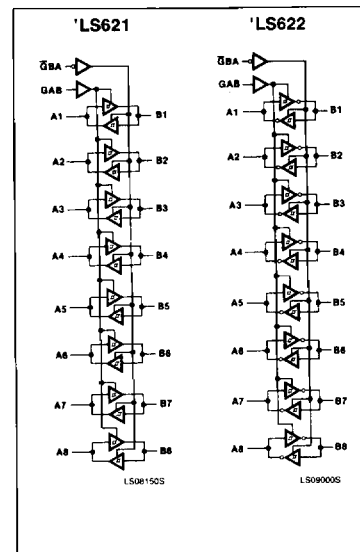 'LS621
G̅BA
GAB
A1 B1
A2 B2
A3 B3
A4 B4
A5 B5
A6 B6
A7 B7
A8 B8
LS08150S
'LS622
G̅BA
GAB
A1 B1
A2 B2
A3 B3
A4 B4
A5 B5
A6 B6
A7 B7
A8 B8
LS09000S